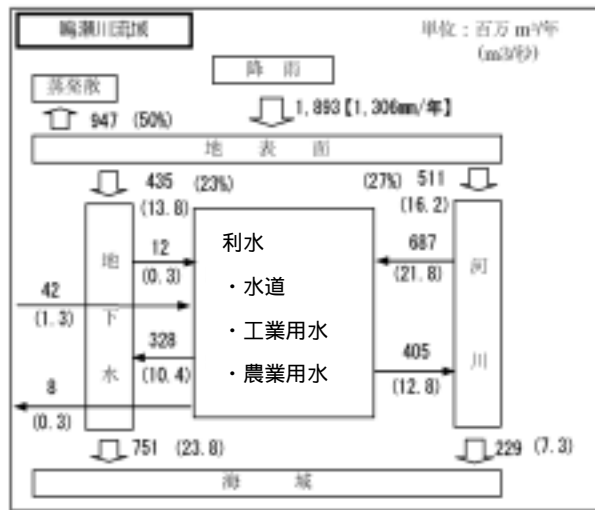 鳴瀬川流域
単位：百万m³/年
(m3/秒)
降雨
蒸発散
1,893【1,306mm/年】
947 (50%)
地表面
435 (23%)
(13.8)
(27%) 511
(16.2)
地下水
河川
利水
・水道
・工業用水
・農業用水
12
(0.3)
687
(21.8)
42
(1.3)
328
(10.4)
405
(12.8)
8
(0.3)
751 (23.8)
229 (7.3)
海域